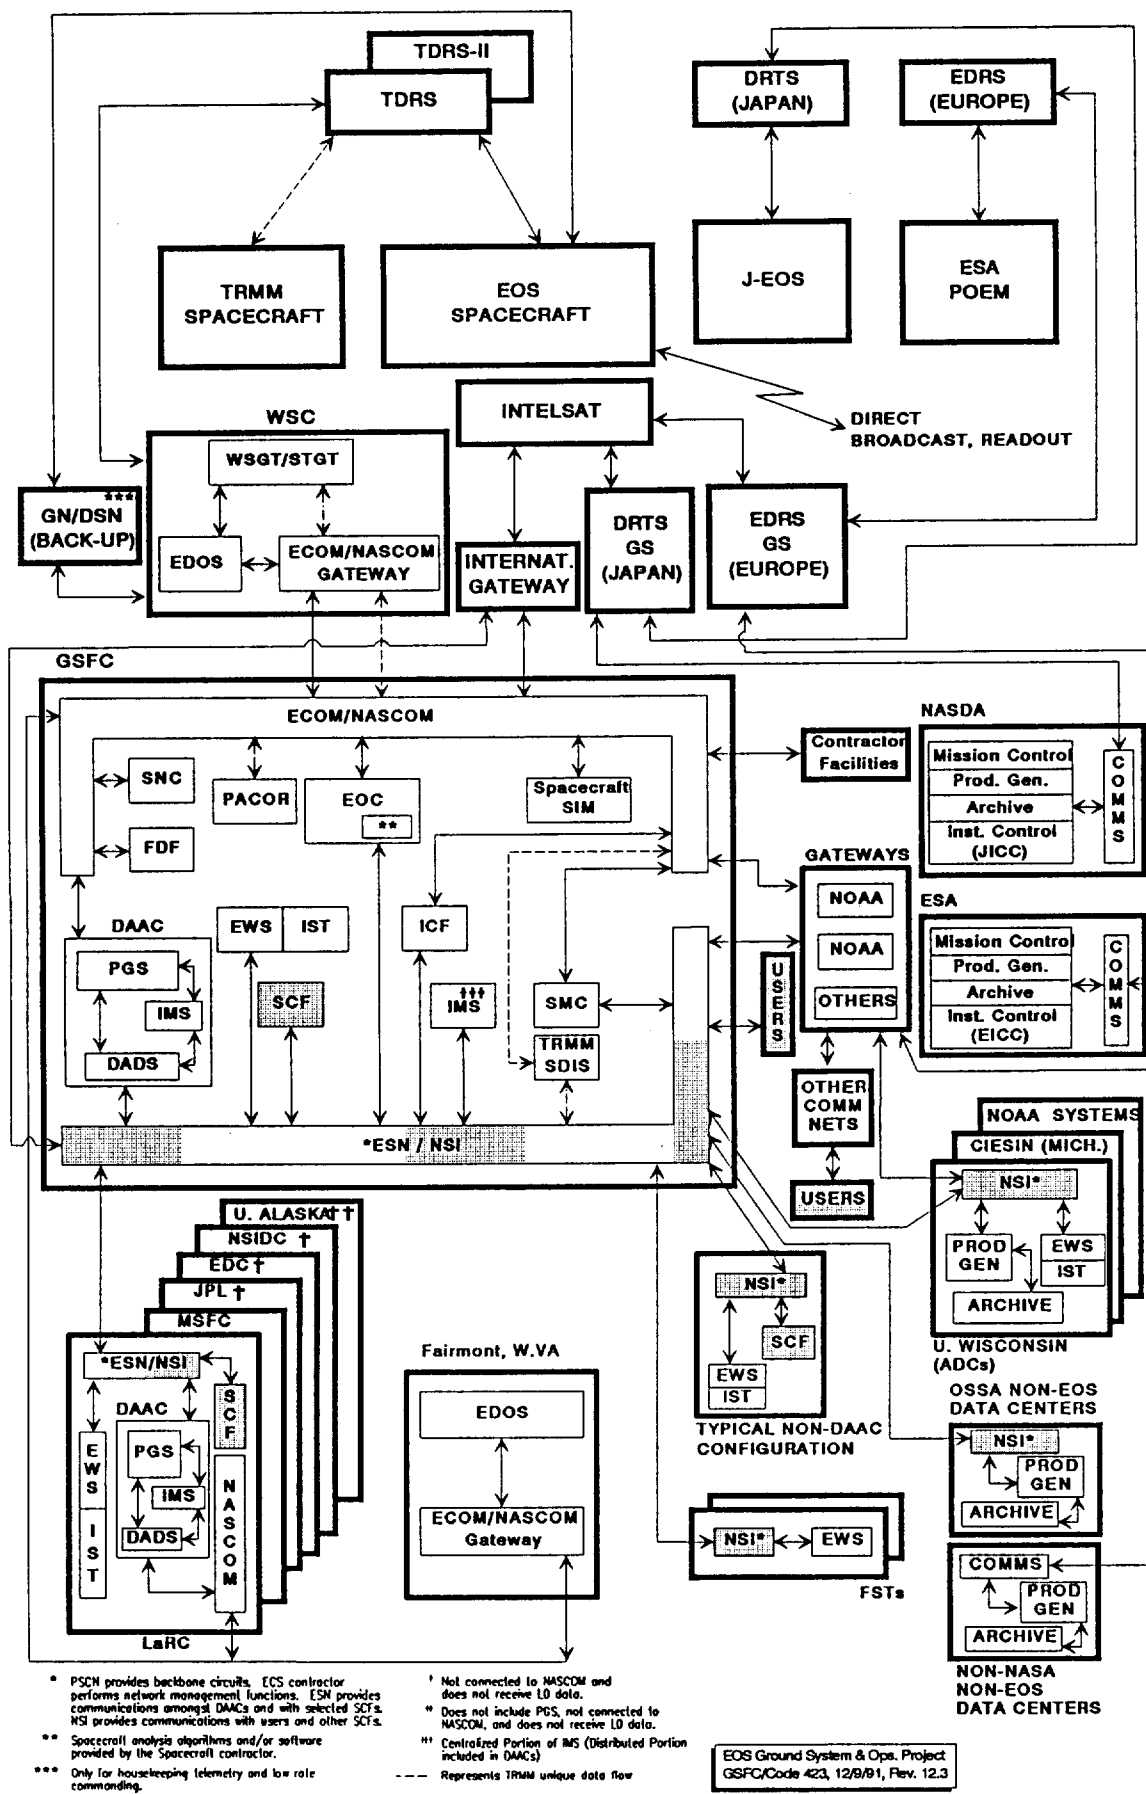 TDRS-II
TDRS
DRTS
(JAPAN)
EDRS
(EUROPE)
TRMM
SPACECRAFT
EOS
SPACECRAFT
J-EOS
ESA
POEM
INTELSAT
DIRECT
BROADCAST, READOUT
WSC
WSGT/STGT
EDOS
ECOM/NASCOM
GATEWAY
***
GN/DSN
(BACK-UP)
INTERNAT.
GATEWAY
DRTS
GS
(JAPAN)
EDRS
GS
(EUROPE)
GSFC
ECOM/NASCOM
SNC
FDF
PACOR
EOC
**
Spacecraft
SIM
Contractor
Facilities
NASDA
Mission Control
Prod. Gen.
Archive
Inst. Control
(JICC)
COMMS
GATEWAYS
NOAA
NOAA
OTHERS
ESA
Mission Control
Prod. Gen.
Archive
Inst. Control
(EICC)
COMMS
DAAC
PGS
IMS
DADS
EWS
IST
SCF
ICF
†††
IMS
SMC
TRMM
SDIS
USERS
*ESN / NSI
OTHER
COMM
NETS
USERS
NOAA SYSTEMS
CIESIN (MICH.)
NSI*
PROD
GEN
EWS
IST
ARCHIVE
U. WISCONSIN
(ADCs)
U. ALASKA††
NSIDC †
EDC †
JPL †
MSFC
*ESN/NSI
DAAC
SCF
PGS
IMS
DADS
EWS
IST
NASCOM
LaRC
Fairmont, W.VA
EDOS
ECOM/NASCOM
Gateway
NSI*
SCF
EWS
IST
TYPICAL NON-DAAC
CONFIGURATION
NSI*
EWS
FSTs
OSSA NON-EOS
DATA CENTERS
NSI*
PROD
GEN
ARCHIVE
COMMS
PROD
GEN
ARCHIVE
NON-NASA
NON-EOS
DATA CENTERS
* PSCN provides backbone circuits. ECS contractor
performs network management functions. ESN provides
communications amongst DAACs and with selected SCFs.
NSI provides communications with users and other SCFs.
** Spacecraft analysis algorithms and/or software
provided by the Spacecraft contractor.
*** Only for housekeeping telemetry and low rate
commanding.
† Not connected to NASCOM and
does not receive L0 data.
†† Does not include PGS, not connected to
NASCOM, and does not receive L0 data.
††† Centralized Portion of IMS (Distributed Portion
included in DAACs)
--- Represents TRMM unique data flow
EOS Ground System & Ops. Project
GSFC/Code 423, 12/9/91, Rev. 12.3